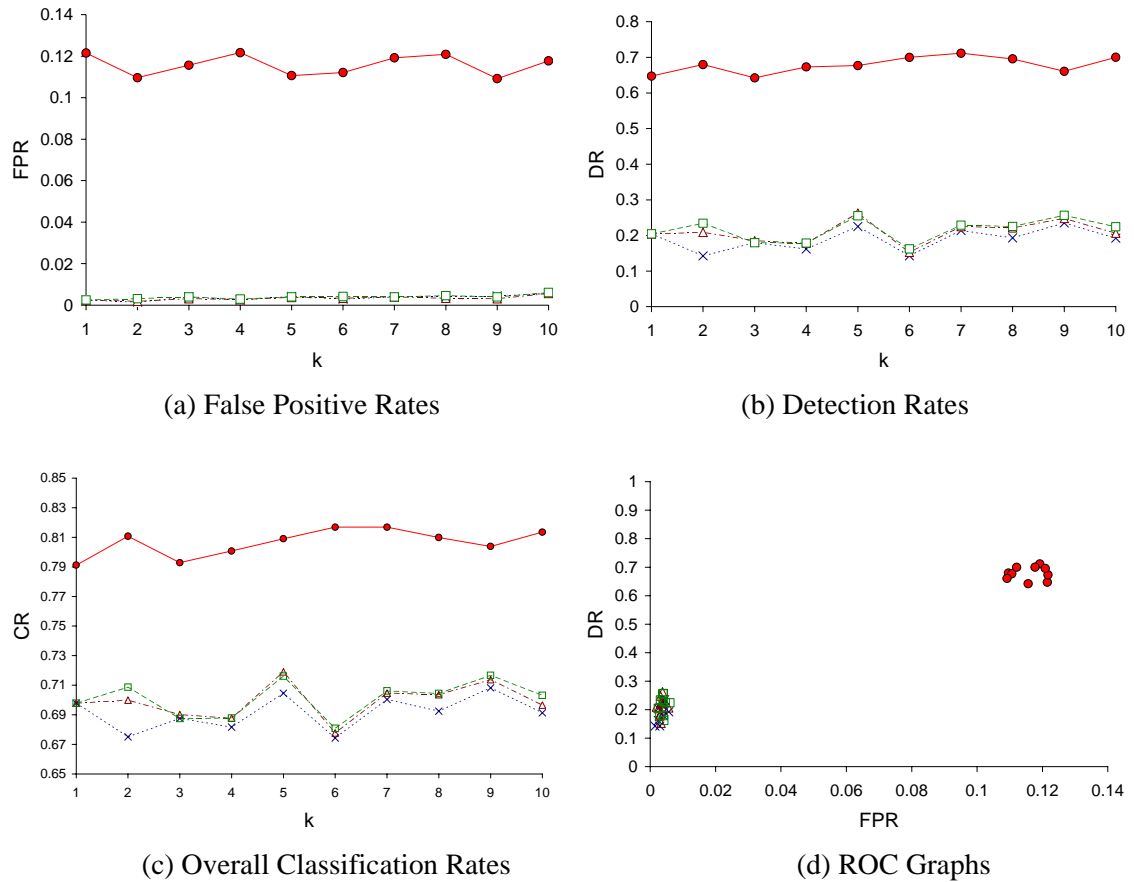 0.14
0.12
0.1
0.08
0.06
0.04
0.02
0
FPR
1 2 3 4 5 6 7 8 9 10
k
(a) False Positive Rates
0.8
0.7
0.6
0.5
0.4
0.3
0.2
0.1
0
DR
1 2 3 4 5 6 7 8 9 10
k
(b) Detection Rates
0.85
0.83
0.81
0.79
0.77
0.75
0.73
0.71
0.69
0.67
0.65
CR
1 2 3 4 5 6 7 8 9 10
k
(c) Overall Classification Rates
1
0.9
0.8
0.7
0.6
0.5
0.4
0.3
0.2
0.1
0
DR
0 0.02 0.04 0.06 0.08 0.1 0.12 0.14
FPR
(d) ROC Graphs